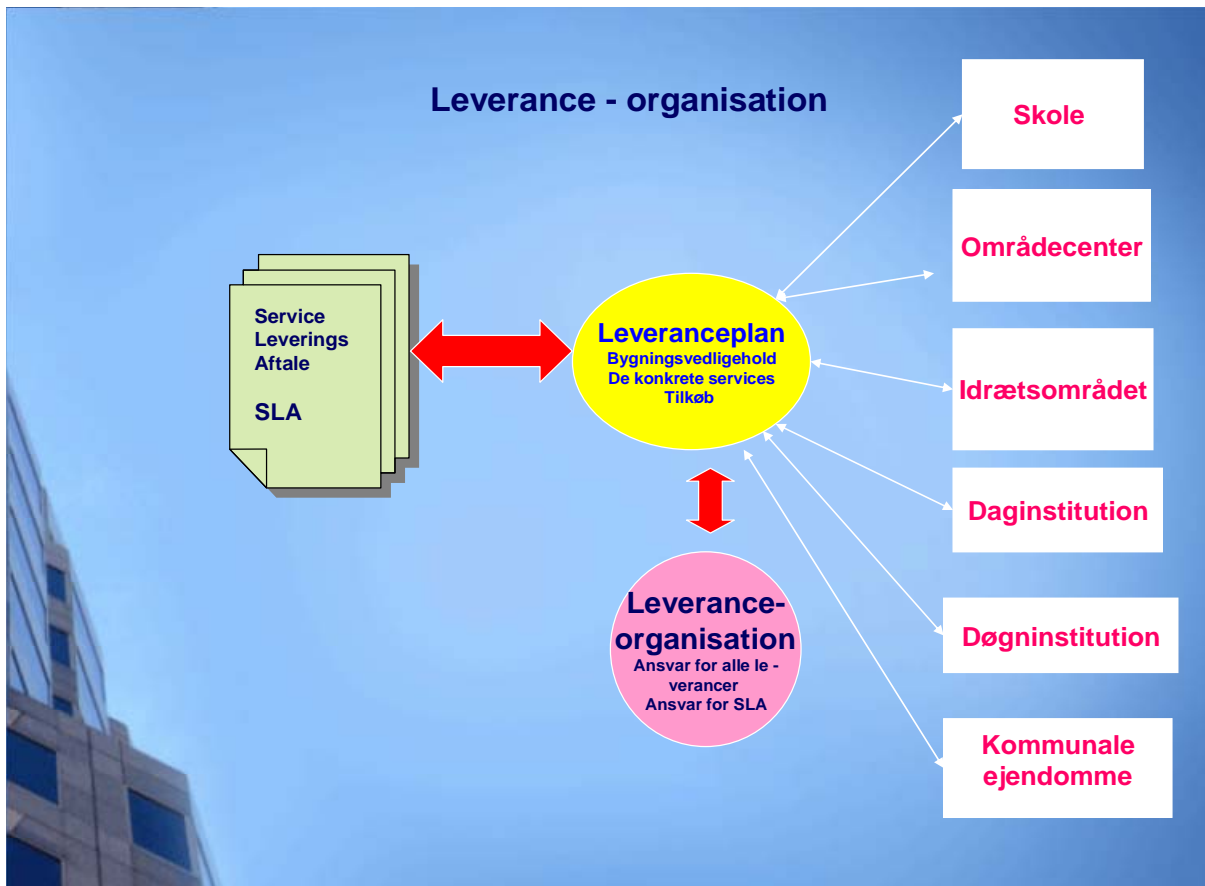 Leverance - organisation
Service
Leverings
Aftale
SLA
Leveranceplan
Bygningsvedligehold
De konkrete services
Tilkøb
Leverance-
organisation
Ansvar for alle le -
verancer
Ansvar for SLA
Skole
Områdecenter
Idrætsområdet
Daginstitution
Døgninstitution
Kommunale
ejendomme